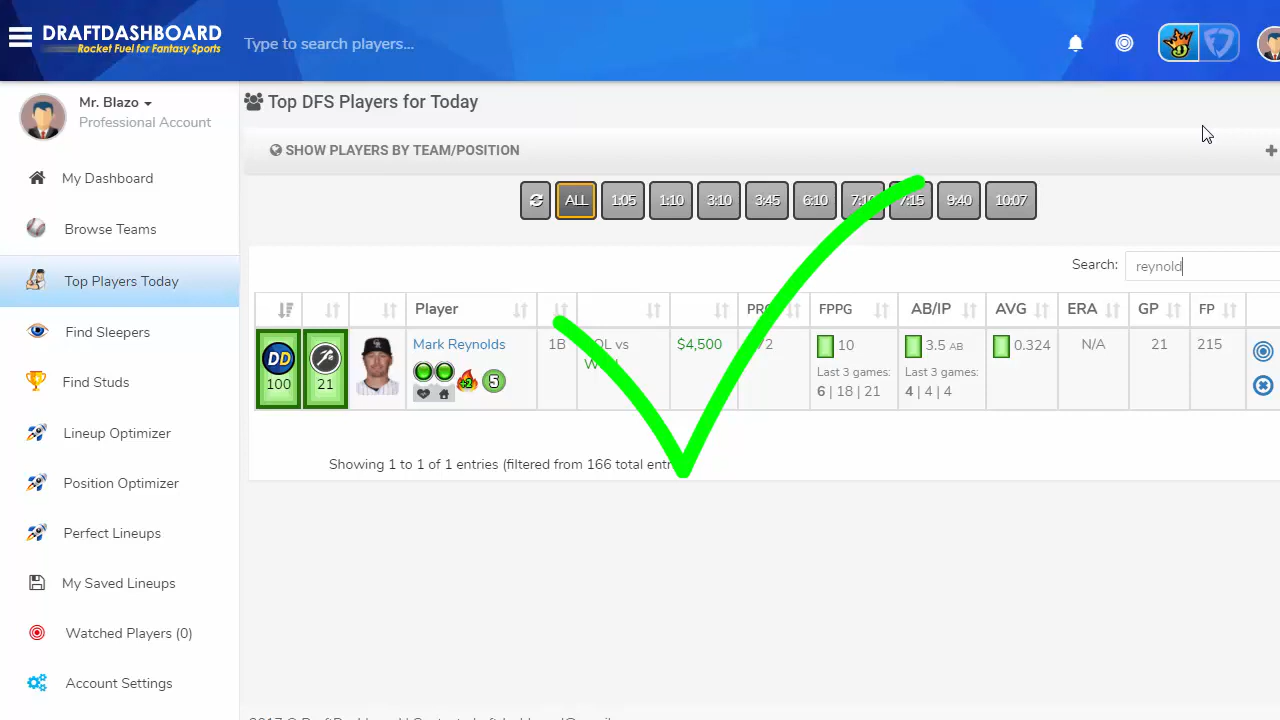 DRAFTDASHBOARD
Rocket Fuel for Fantasy Sports
Type to search players...
Mr. Blazo
Professional Account
My Dashboard
Browse Teams
Top Players Today
Find Sleepers
Find Studs
Lineup Optimizer
Position Optimizer
Perfect Lineups
My Saved Lineups
Watched Players (0)
Account Settings
Top DFS Players for Today
SHOW PLAYERS BY TEAM/POSITION
ALL 1:05 1:10 3:10 3:45 6:10 7:15 9:40 10:07
Search: reynold
Player FPPG AB/IP AVG ERA GP FP
DD 100 21 Mark Reynolds 1B vs $4,500 10 3.5 AB 0.324 N/A 21 215
+2 5
Last 3 games: Last 3 games:
6 | 18 | 21 4 | 4 | 4
Showing 1 to 1 of 1 entries (filtered from 166 total